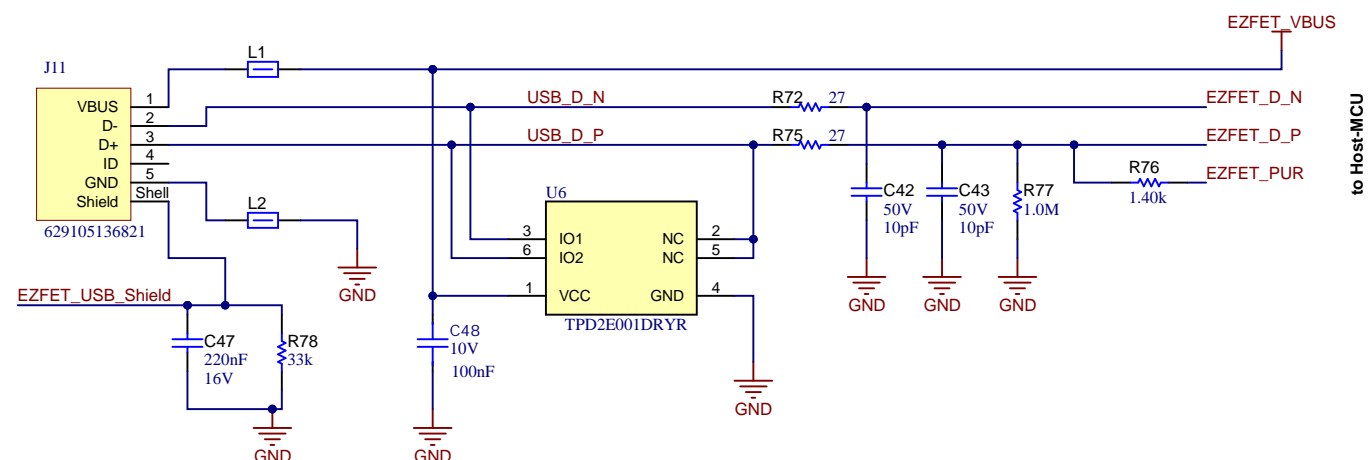 EZFET_VBUS
J11
L1
VBUS 1
D- 2
D+ 3
ID 4
GND 5
Shield Shell
629105136821
USB_D_N
R72 27
EZFET_D_N
USB_D_P
R75 27
EZFET_D_P
R76
1.40k
EZFET_PUR
to Host-MCU
L2
GND
U6
3 IO1 NC 2
6 IO2 NC 5
1 VCC GND 4
TPD2E001DRYR
C42
50V
10pF
GND
C43
50V
10pF
GND
R77
1.0M
GND
EZFET_USB_Shield
C47
220nF
16V
R78
33k
GND
C48
10V
100nF
GND
GND